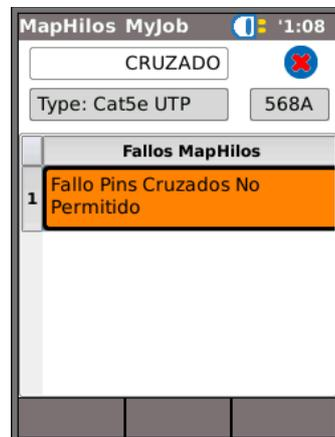 MapHilos MyJob '1:08
CRUZADO
Type: Cat5e UTP 568A
Fallos MapHilos
1 Fallo Pins Cruzados No
Permitido